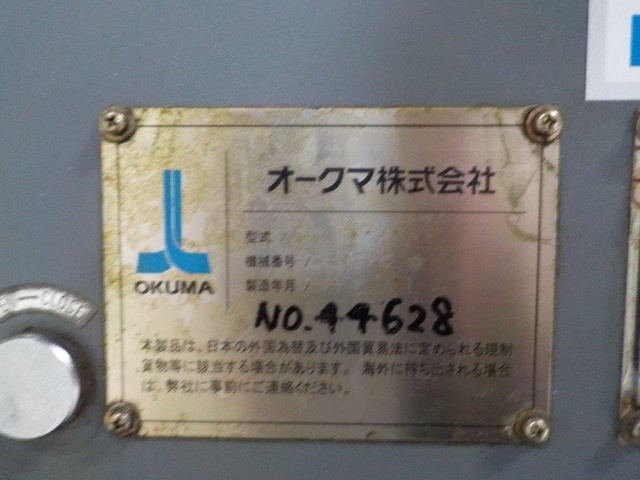 オークマ株式会社
OKUMA
型式 /
機械番号 /
製造年月 /
NO.44628
本製品は、日本の外国為替及び外国貿易法に定められる規制
貨物等に該当する場合があります。 海外に持ち出される場合
は、弊社に事前にご連絡ください。
CLOSE